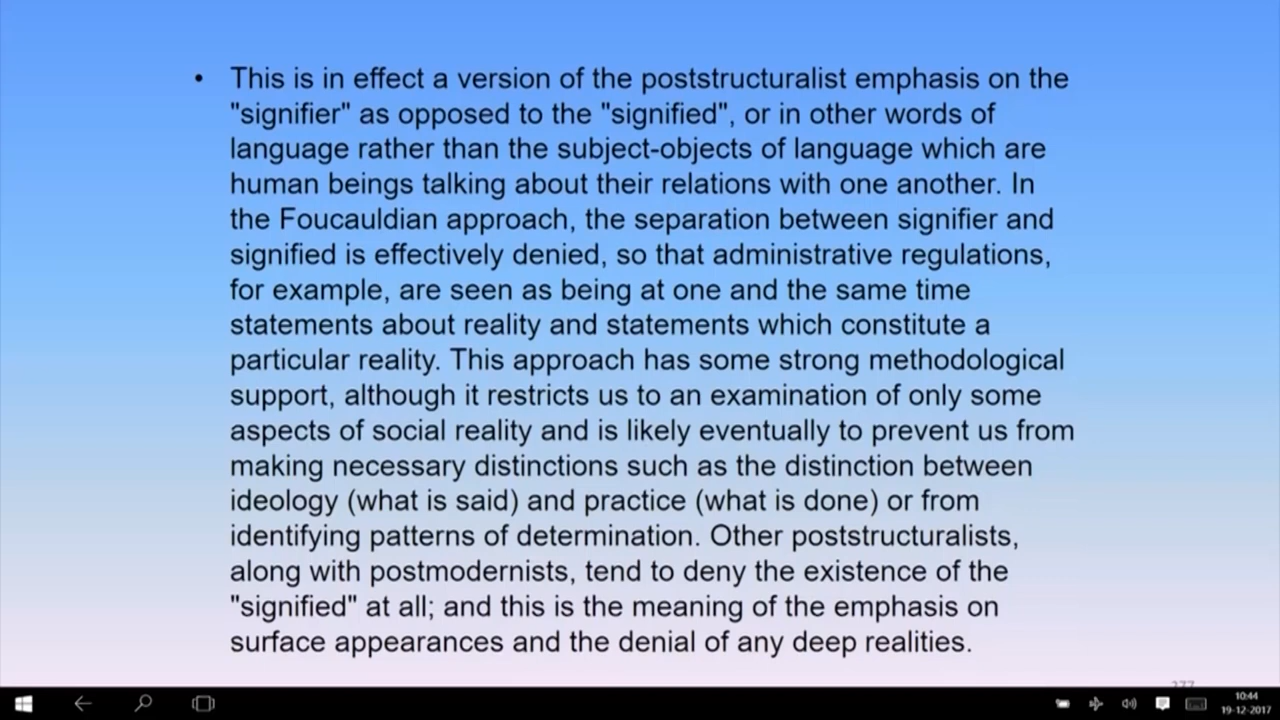 • This is in effect a version of the poststructuralist emphasis on the
"signifier" as opposed to the "signified", or in other words of
language rather than the subject-objects of language which are
human beings talking about their relations with one another. In
the Foucauldian approach, the separation between signifier and
signified is effectively denied, so that administrative regulations,
for example, are seen as being at one and the same time
statements about reality and statements which constitute a
particular reality. This approach has some strong methodological
support, although it restricts us to an examination of only some
aspects of social reality and is likely eventually to prevent us from
making necessary distinctions such as the distinction between
ideology (what is said) and practice (what is done) or from
identifying patterns of determination. Other poststructuralists,
along with postmodernists, tend to deny the existence of the
"signified" at all; and this is the meaning of the emphasis on
surface appearances and the denial of any deep realities.
10:44
19-12-2017